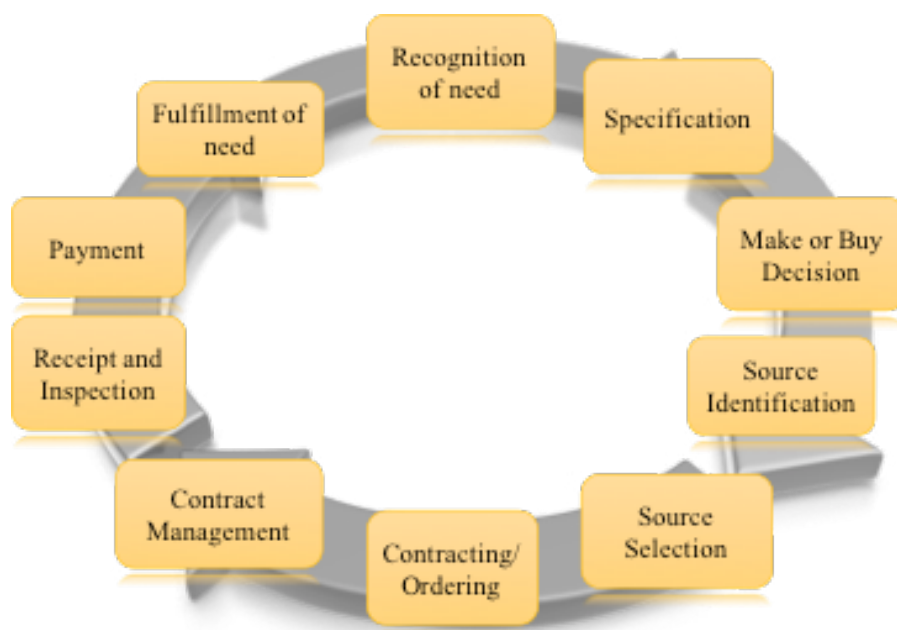 Recognition
of need
Specification
Make or Buy
Decision
Source
Identification
Source
Selection
Contracting/
Ordering
Contract
Management
Receipt and
Inspection
Payment
Fulfillment of
need